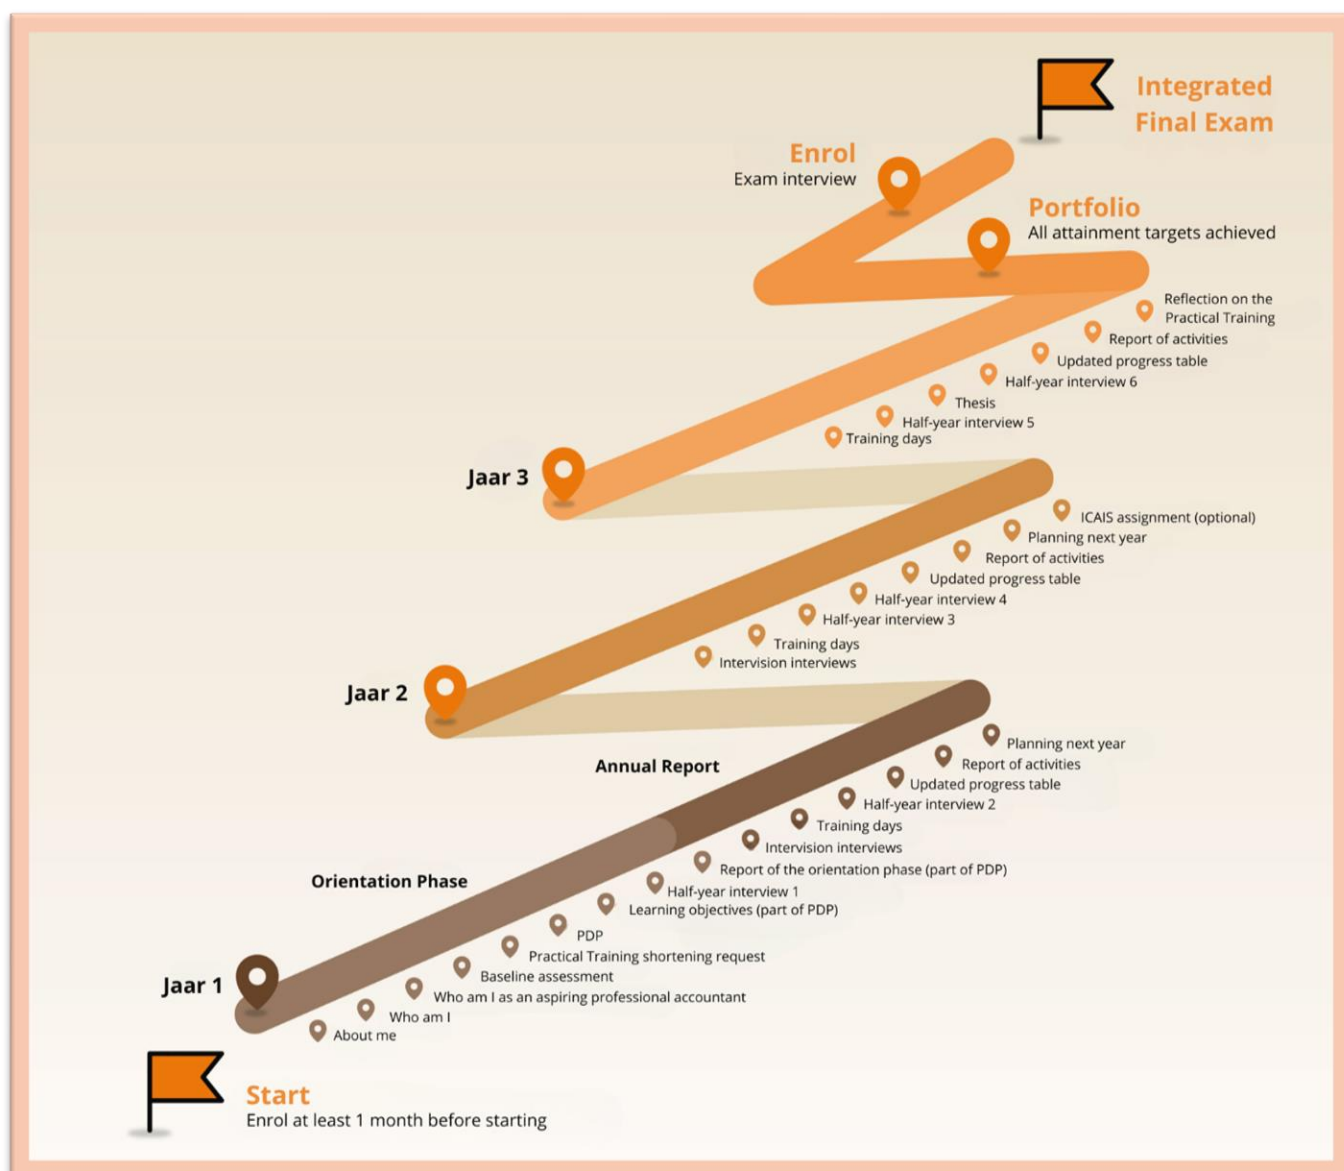 Integrated
Final Exam
Enrol
Exam interview
Portfolio
All attainment targets achieved
Reflection on the
Practical Training
Report of activities
Updated progress table
Half-year interview 6
Thesis
Half-year interview 5
Training days
Jaar 3
ICAIS assignment (optional)
Planning next year
Report of activities
Updated progress table
Half-year interview 4
Half-year interview 3
Training days
Intervision interviews
Jaar 2
Planning next year
Annual Report
Report of activities
Updated progress table
Half-year interview 2
Training days
Intervision interviews
Report of the orientation phase (part of PDP)
Orientation Phase
Half-year interview 1
Learning objectives (part of PDP)
PDP
Practical Training shortening request
Baseline assessment
Jaar 1
Who am I as an aspiring professional accountant
Who am I
About me
Start
Enrol at least 1 month before starting